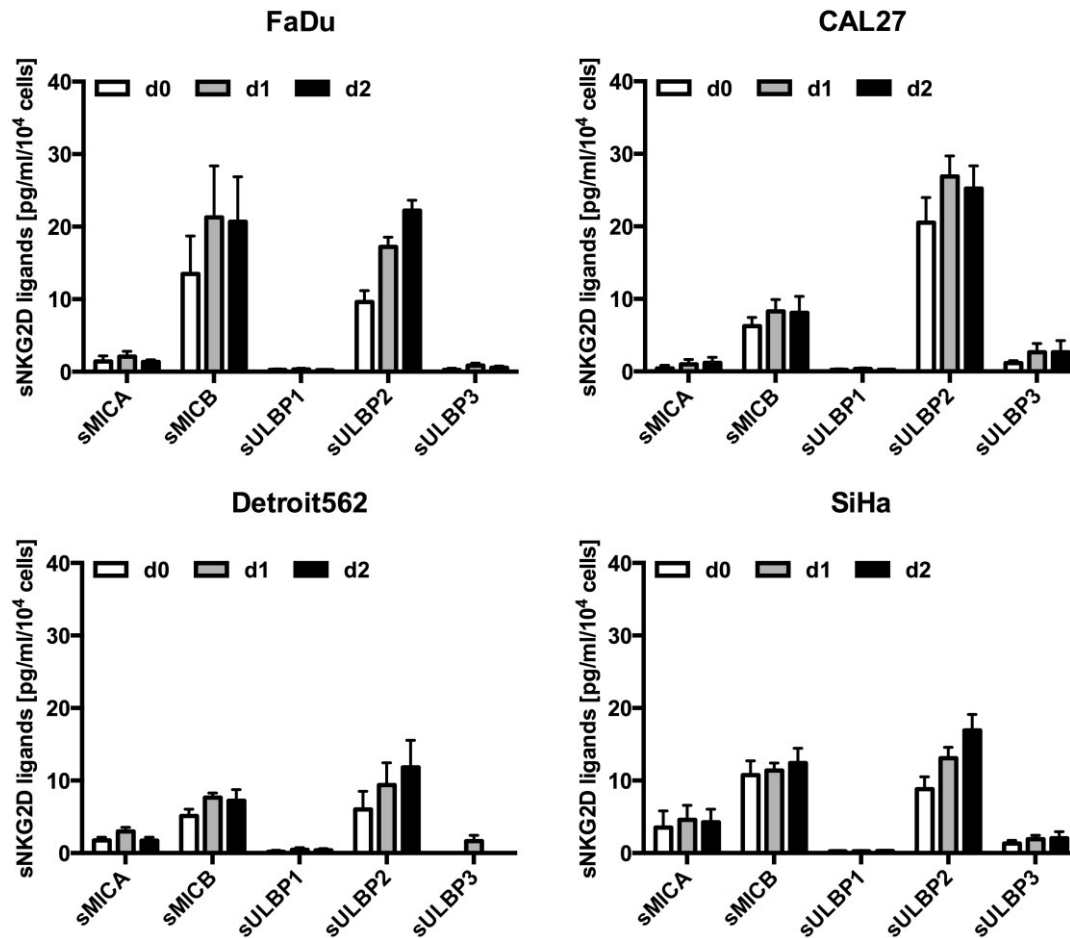 FaDu
sNKG2D ligands [pg/ml/10⁴ cells]
d0 d1 d2
40
30
20
10
0
sMICA
sMICB
sULBP1
sULBP2
sULBP3
CAL27
sNKG2D ligands [pg/ml/10⁴ cells]
d0 d1 d2
40
30
20
10
0
sMICA
sMICB
sULBP1
sULBP2
sULBP3
Detroit562
sNKG2D ligands [pg/ml/10⁴ cells]
d0 d1 d2
40
30
20
10
0
sMICA
sMICB
sULBP1
sULBP2
sULBP3
SiHa
sNKG2D ligands [pg/ml/10⁴ cells]
d0 d1 d2
40
30
20
10
0
sMICA
sMICB
sULBP1
sULBP2
sULBP3